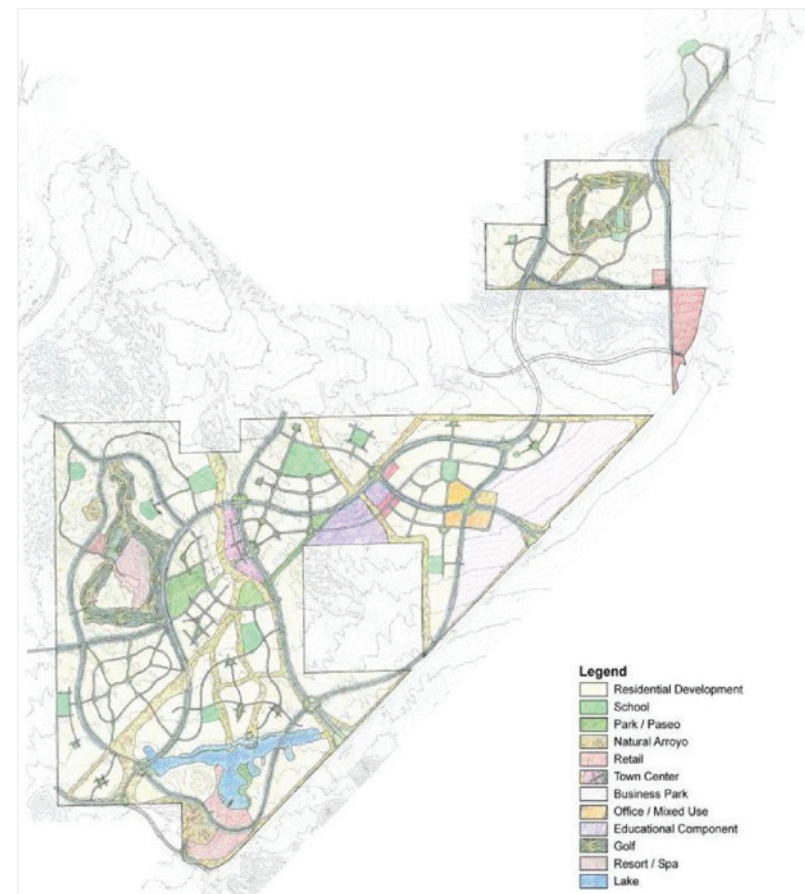 Legend
Residential Development
School
Park / Paseo
Natural Arroyo
Retail
Town Center
Business Park
Office / Mixed Use
Educational Component
Golf
Resort / Spa
Lake